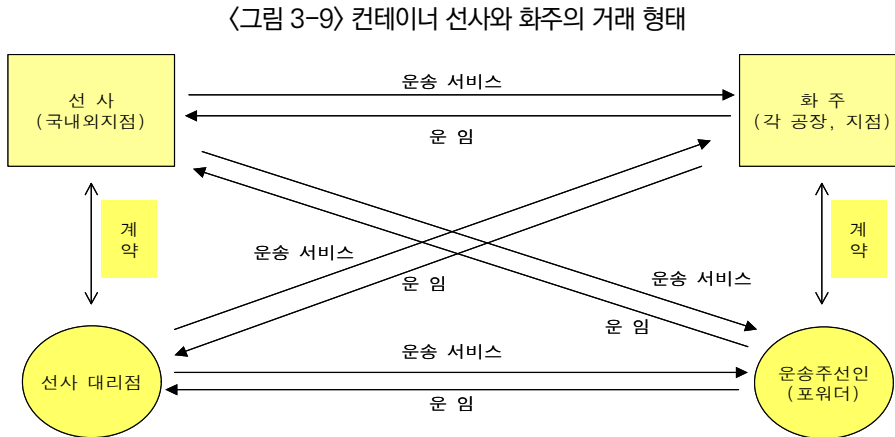 〈그림 3-9〉 컨테이너 선사와 화주의 거래 형태
선 사
(국내외지점)
운송 서비스
운 임
화 주
(각 공장, 지점)
계
약
계
약
운송 서비스
운 임
운송 서비스
운 임
선사 대리점
운송 서비스
운 임
운송주선인
(포워더)